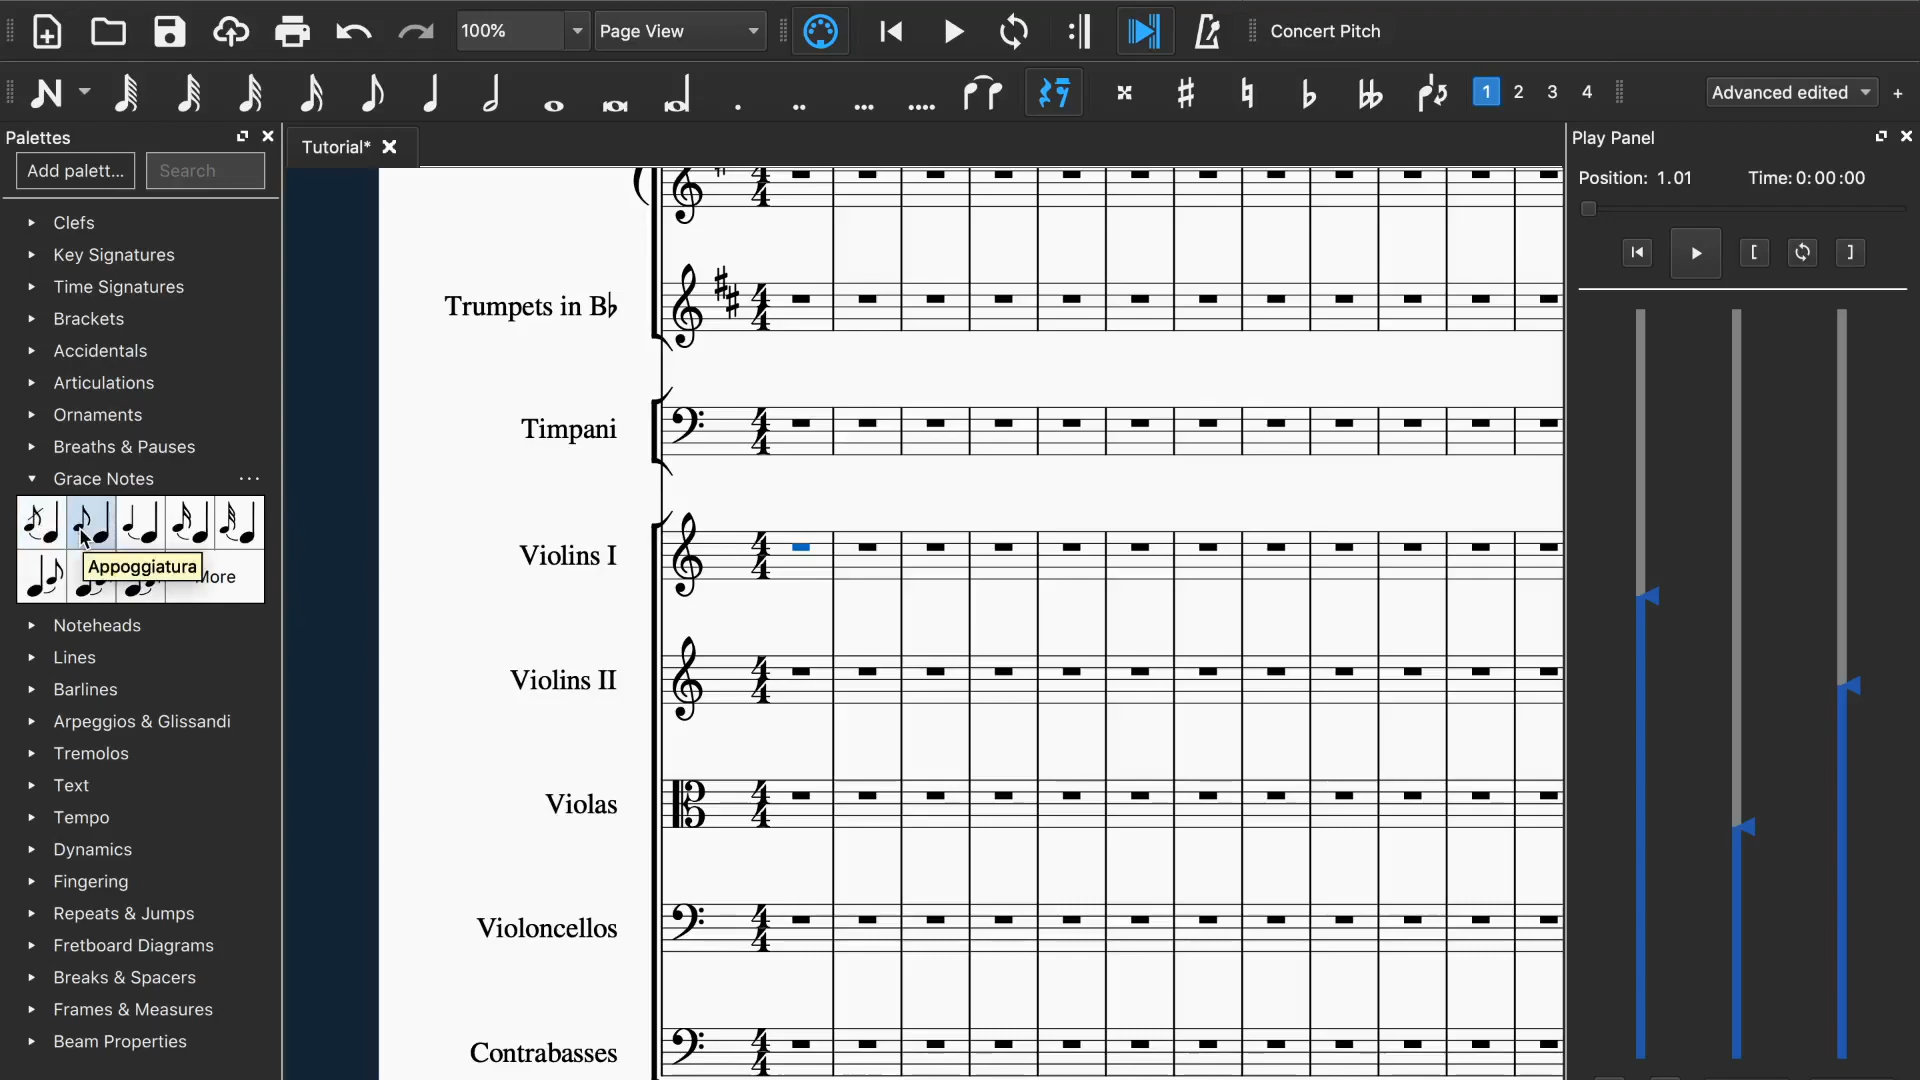 100%
Page View
Concert Pitch
1 2 3 4
Advanced edited
+
Palettes
Add palett...
Search
Tutorial*
Play Panel
Position: 1.01
Time: 0:00:00
[
]
Clefs
Key Signatures
Time Signatures
Brackets
Accidentals
Articulations
Ornaments
Breaths & Pauses
Grace Notes
...
Appoggiatura
More
Noteheads
Lines
Barlines
Arpeggios & Glissandi
Tremolos
Text
Tempo
Dynamics
Fingering
Repeats & Jumps
Fretboard Diagrams
Breaks & Spacers
Frames & Measures
Beam Properties
Trumpets in B♭
Timpani
Violins I
Violins II
Violas
Violoncellos
Contrabasses